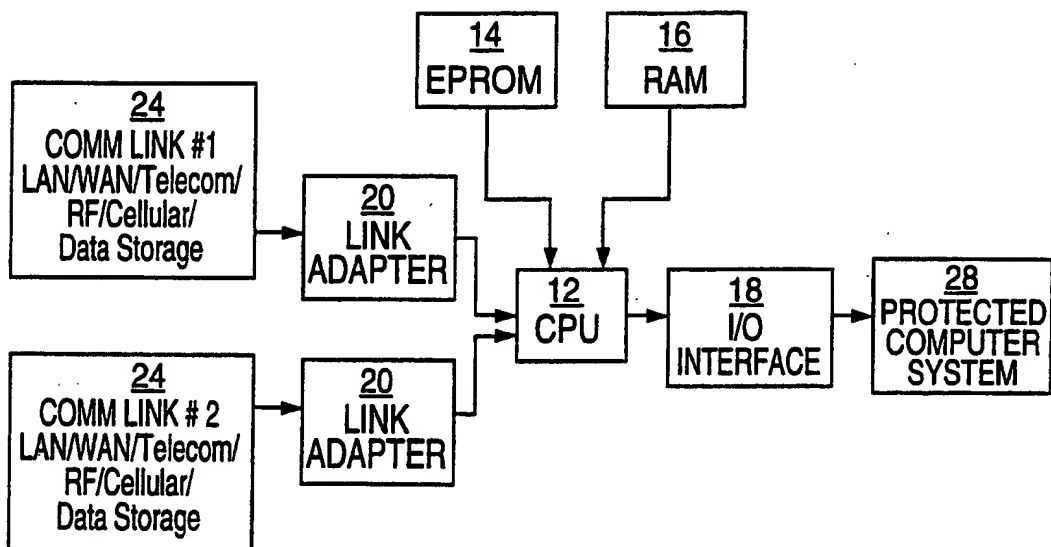 14
EPROM
16
RAM
24
COMM LINK #1
LAN/WAN/Telecom/
RF/Cellular/
Data Storage
20
LINK
ADAPTER
12
CPU
18
I/O
INTERFACE
28
PROTECTED
COMPUTER
SYSTEM
24
COMM LINK # 2
LAN/WAN/Telecom/
RF/Cellular/
Data Storage
20
LINK
ADAPTER